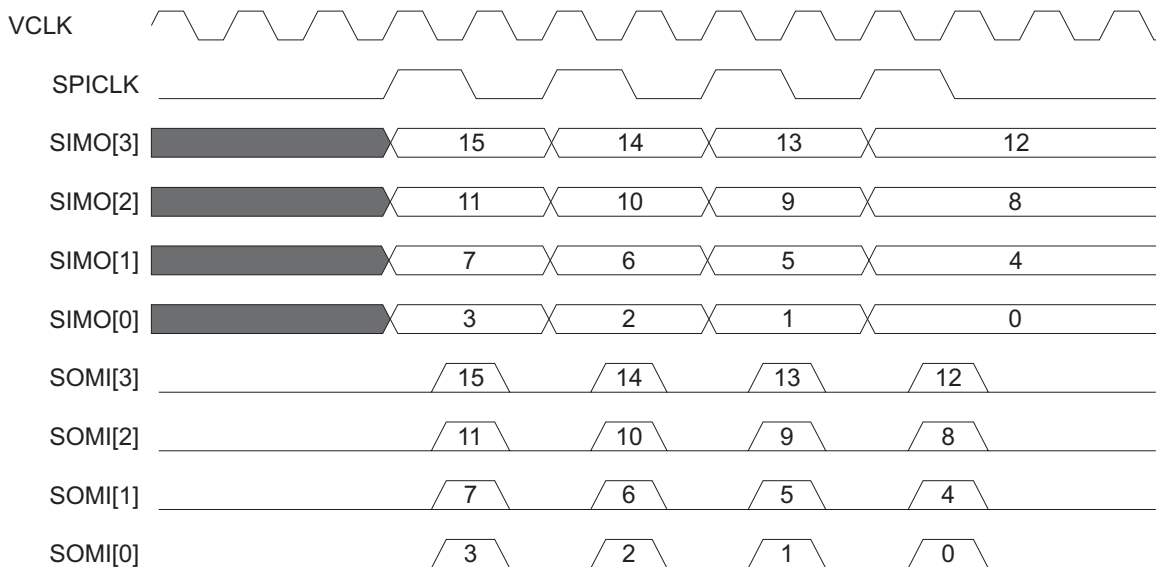 VCLK
SPICLK
SIMO[3] 15 14 13 12
SIMO[2] 11 10 9 8
SIMO[1] 7 6 5 4
SIMO[0] 3 2 1 0
SOMI[3] 15 14 13 12
SOMI[2] 11 10 9 8
SOMI[1] 7 6 5 4
SOMI[0] 3 2 1 0